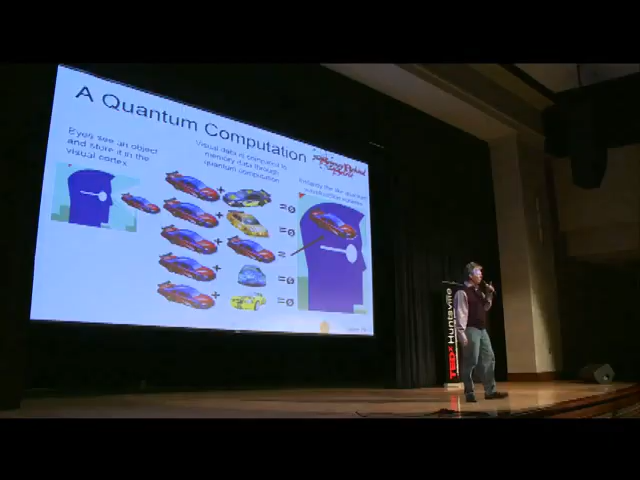 A Quantum Computation
Eyes see an object
and store it in the
visual cortex
Visual data is compared to
memory data through
quantum computation
+ = 0
+ = 0
+ =
+ = 0
+ = 0
TEDx Huntsville